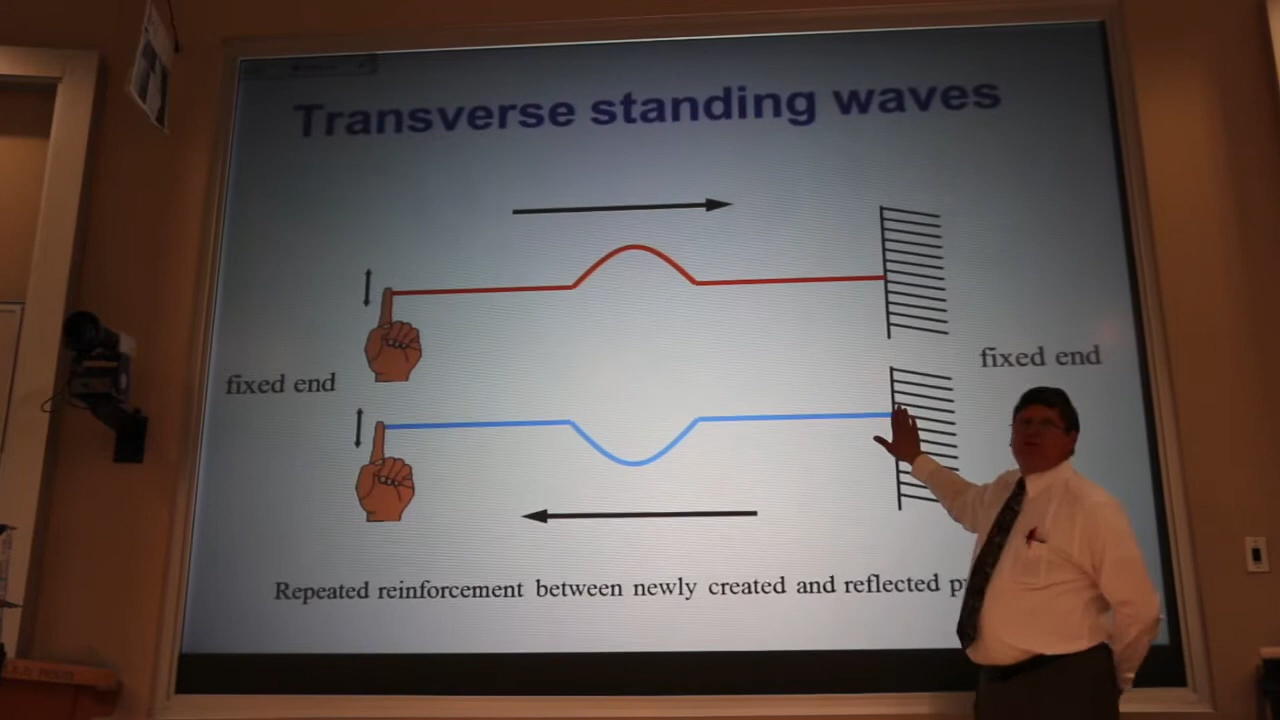 Transverse standing waves
fixed end
fixed end
Repeated reinforcement between newly created and reflected p